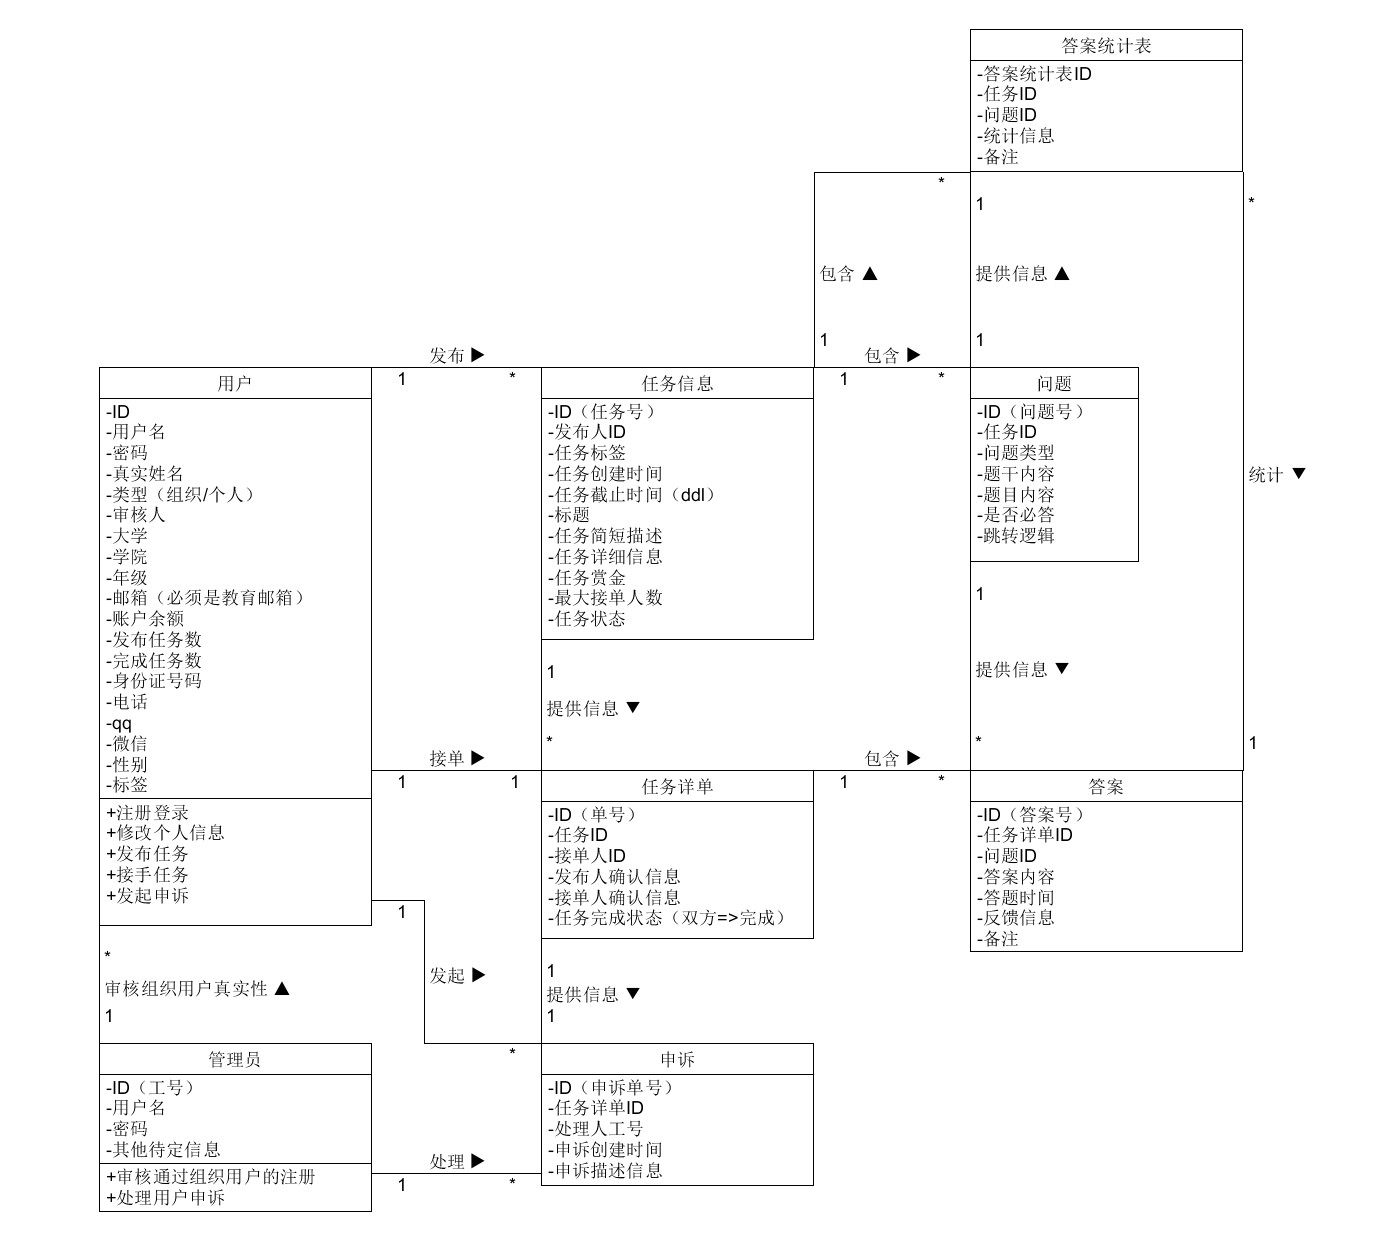 答案统计表
-答案统计表ID
-任务ID
-问题ID
-统计信息
-备注
*
1
*
包含 ▲
提供信息 ▲
1
1
发布 ▶
包含 ▶
1
*
1
*
用户
-ID
-用户名
-密码
-真实姓名
-类型（组织/个人）
-审核人
-大学
-学院
-年级
-邮箱（必须是教育邮箱）
-账户余额
-发布任务数
-完成任务数
-身份证号码
-电话
-qq
-微信
-性别
-标签
+注册登录
+修改个人信息
+发布任务
+接手任务
+发起申诉
任务信息
-ID（任务号）
-发布人ID
-任务标签
-任务创建时间
-任务截止时间（ddl）
-标题
-任务简短描述
-任务详细信息
-任务赏金
-最大接单人数
-任务状态
问题
-ID（问题号）
-任务ID
-问题类型
-题干内容
-题目内容
-是否必答
-跳转逻辑
统计 ▼
1
提供信息 ▼
*
1
提供信息 ▼
*
1
接单 ▶
1
1
包含 ▶
1
*
任务详单
-ID（单号）
-任务ID
-接单人ID
-发布人确认信息
-接单人确认信息
-任务完成状态（双方=>完成）
答案
-ID（答案号）
-任务详单ID
-问题ID
-答案内容
-答题时间
-反馈信息
-备注
*
审核组织用户真实性 ▲
1
1
发起 ▶
*
1
提供信息 ▼
1
管理员
-ID（工号）
-用户名
-密码
-其他待定信息
+审核通过组织用户的注册
+处理用户申诉
处理 ▶
1
*
申诉
-ID（申诉单号）
-任务详单ID
-处理人工号
-申诉创建时间
-申诉描述信息